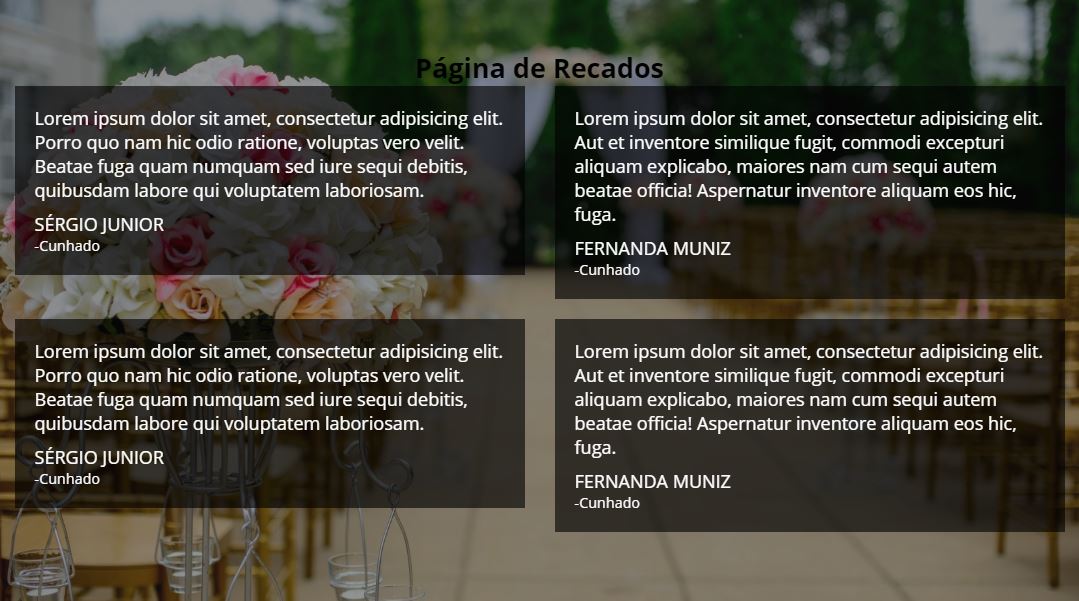 Página de Recados
Lorem ipsum dolor sit amet, consectetur adipisicing elit.
Porro quo nam hic odio ratione, voluptas vero velit.
Beatae fuga quam numquam sed iure sequi debitis,
quibusdam labore qui voluptatem laboriosam.
SÉRGIO JUNIOR
-Cunhado
Lorem ipsum dolor sit amet, consectetur adipisicing elit.
Aut et inventore similique fugit, commodi excepturi
aliquam explicabo, maiores nam cum sequi autem
beatae officia! Aspernatur inventore aliquam eos hic,
fuga.
FERNANDA MUNIZ
-Cunhado
Lorem ipsum dolor sit amet, consectetur adipisicing elit.
Porro quo nam hic odio ratione, voluptas vero velit.
Beatae fuga quam numquam sed iure sequi debitis,
quibusdam labore qui voluptatem laboriosam.
SÉRGIO JUNIOR
-Cunhado
Lorem ipsum dolor sit amet, consectetur adipisicing elit.
Aut et inventore similique fugit, commodi excepturi
aliquam explicabo, maiores nam cum sequi autem
beatae officia! Aspernatur inventore aliquam eos hic,
fuga.
FERNANDA MUNIZ
-Cunhado